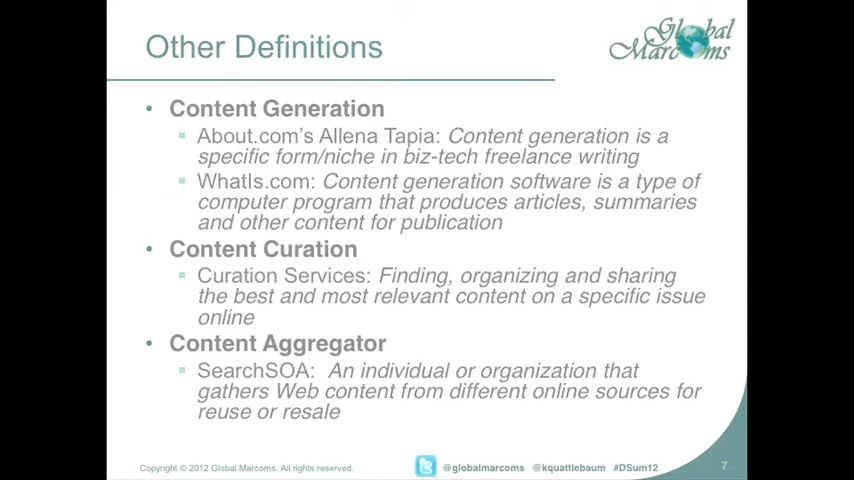 Other Definitions
Global
Marcoms
• Content Generation
▪ About.com's Allena Tapia: Content generation is a
specific form/niche in biz-tech freelance writing
▪ WhatIs.com: Content generation software is a type of
computer program that produces articles, summaries
and other content for publication
• Content Curation
▪ Curation Services: Finding, organizing and sharing
the best and most relevant content on a specific issue
online
• Content Aggregator
▪ SearchSOA: An individual or organization that
gathers Web content from different online sources for
reuse or resale
Copyright © 2012 Global Marcoms. All rights reserved.
@globalmarcoms @kquattlebaum #DSum12
7